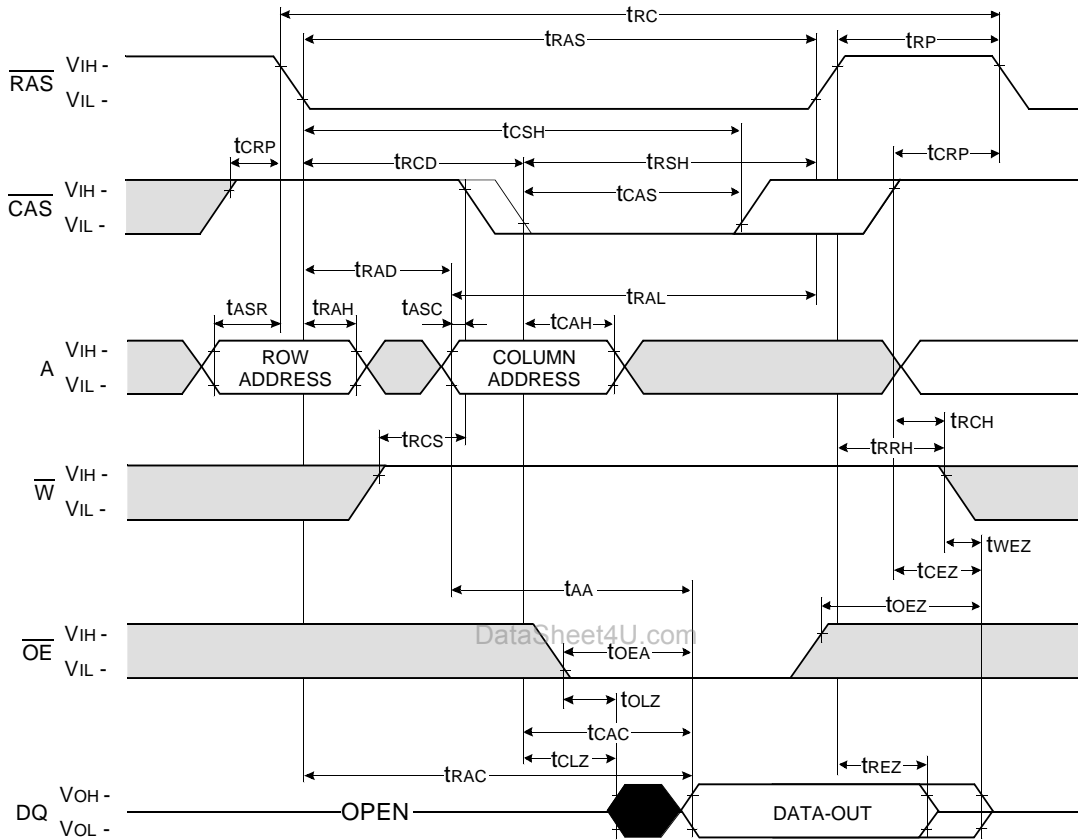 tRC
tRAS
tRP
RAS
VIH -
VIL -
tCSH
tCRP
tRCD
tRSH
tCRP
CAS
VIH -
VIL -
tCAS
tRAD
tRAL
tASR
tRAH
tASC
tCAH
A
VIH -
VIL -
ROW
ADDRESS
COLUMN
ADDRESS
tRCH
tRCS
tRRH
W
VIH -
VIL -
tWEZ
tCEZ
tAA
tOEZ
OE
VIH -
VIL -
DataSheet4U.com
tOEA
tOLZ
tCAC
tCLZ
tREZ
tRAC
DQ
VOH -
VOL -
OPEN
DATA-OUT